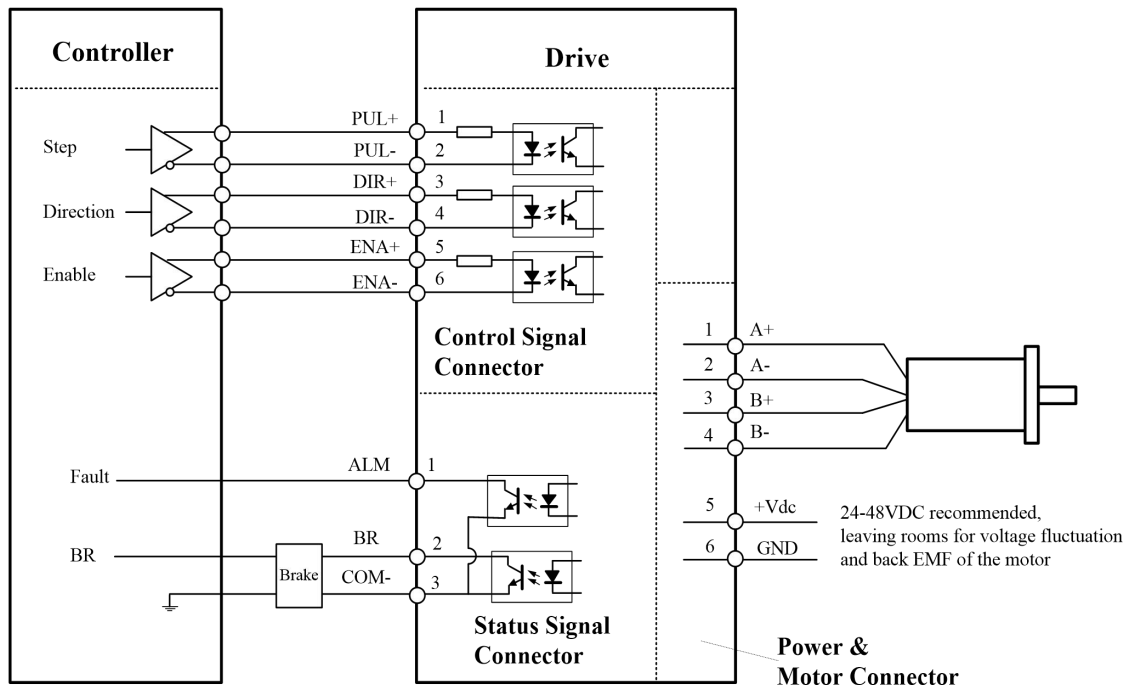 Controller
Drive
Step
PUL+
1
PUL-
2
Direction
DIR+
3
DIR-
4
Enable
ENA+
5
ENA-
6
Control Signal
Connector
1
A+
2
A-
3
B+
4
B-
Fault
ALM
1
BR
BR
2
Brake
COM-
3
Status Signal
Connector
5
+Vdc
6
GND
24-48VDC recommended,
leaving rooms for voltage fluctuation
and back EMF of the motor
Power &
Motor Connector